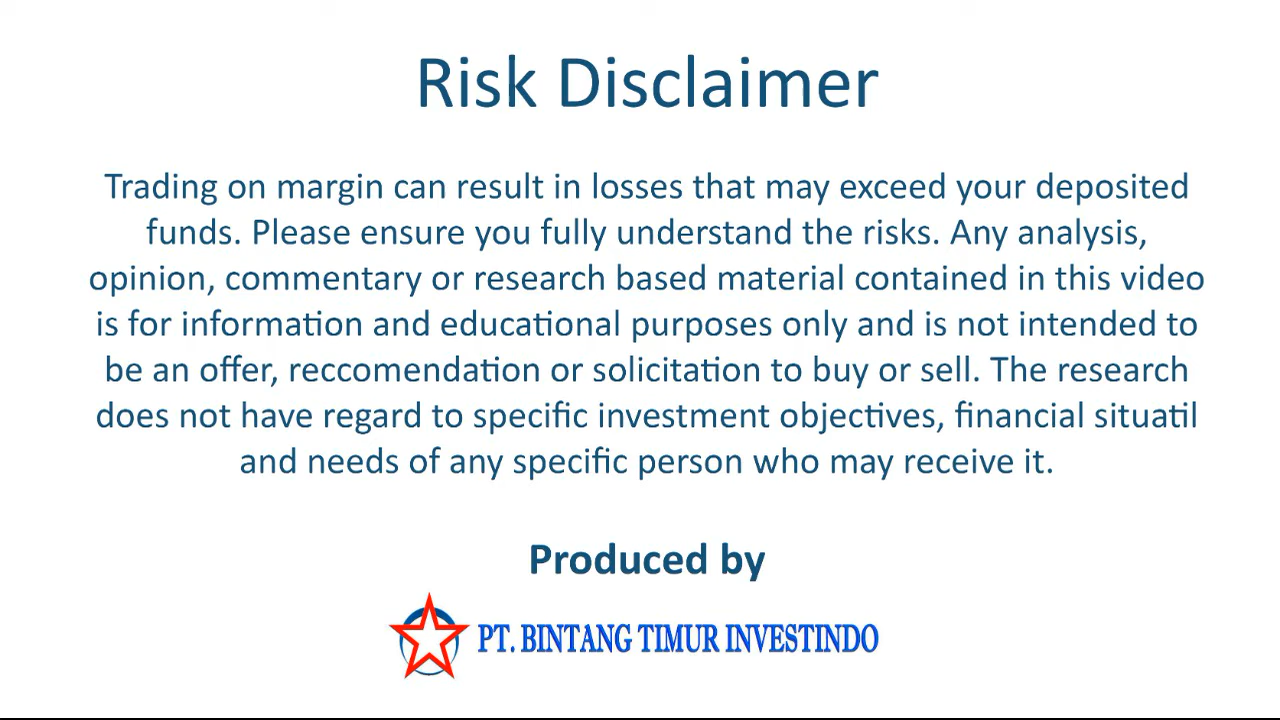 Risk Disclaimer
Trading on margin can result in losses that may exceed your deposited
funds. Please ensure you fully understand the risks. Any analysis,
opinion, commentary or research based material contained in this video
is for information and educational purposes only and is not intended to
be an offer, reccomendation or solicitation to buy or sell. The research
does not have regard to specific investment objectives, financial situatil
and needs of any specific person who may receive it.
Produced by
PT. BINTANG TIMUR INVESTINDO